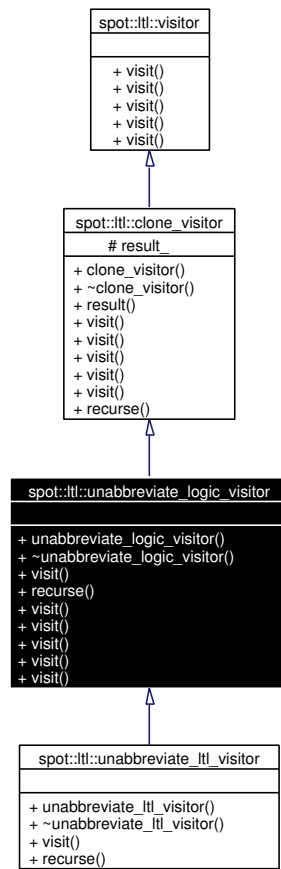 spot::ltl::visitor
+ visit()
+ visit()
+ visit()
+ visit()
+ visit()
spot::ltl::clone_visitor
# result_
+ clone_visitor()
+ ~clone_visitor()
+ result()
+ visit()
+ visit()
+ visit()
+ visit()
+ visit()
+ recurse()
spot::ltl::unabbreviate_logic_visitor
+ unabbreviate_logic_visitor()
+ ~unabbreviate_logic_visitor()
+ visit()
+ recurse()
+ visit()
+ visit()
+ visit()
+ visit()
+ visit()
spot::ltl::unabbreviate_ltl_visitor
+ unabbreviate_ltl_visitor()
+ ~unabbreviate_ltl_visitor()
+ visit()
+ recurse()